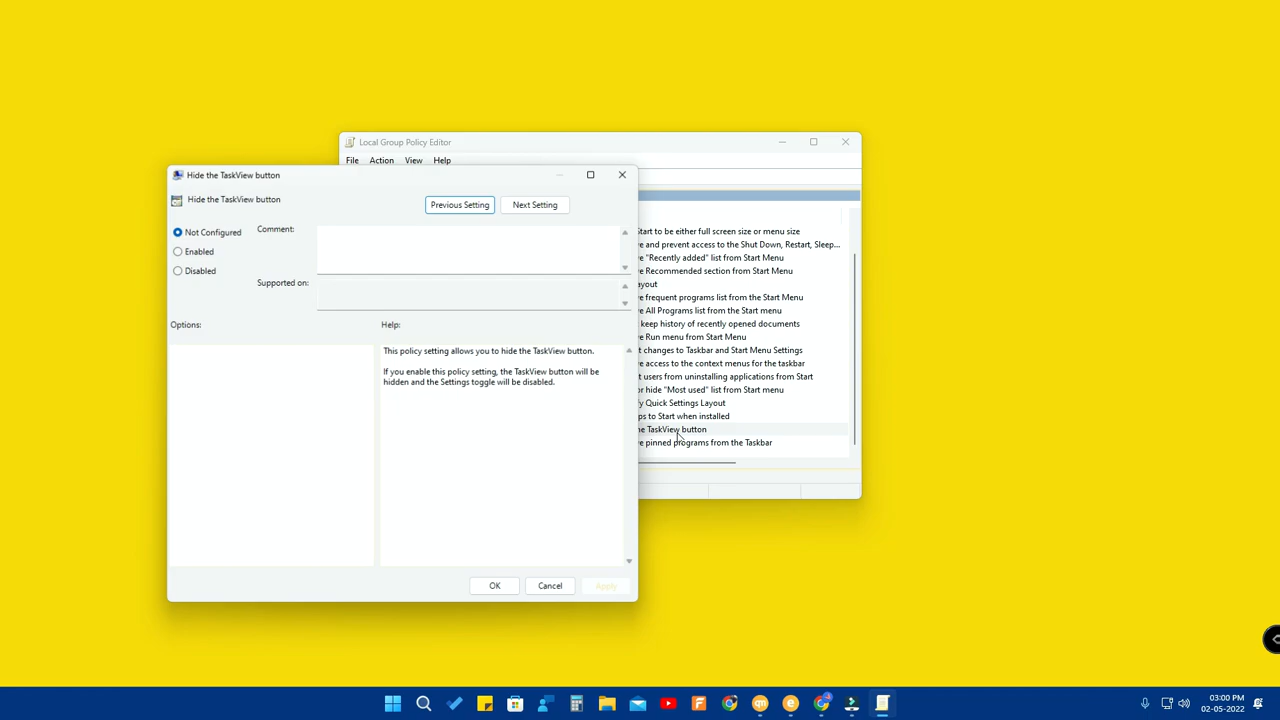 Local Group Policy Editor
File Action View Help
Hide the TaskView button
Hide the TaskView button
Previous Setting Next Setting
Not Configured
Enabled
Disabled
Comment:
Supported on:
Options:
Help:
This policy setting allows you to hide the TaskView button.
If you enable this policy setting, the TaskView button will be
hidden and the Settings toggle will be disabled.
OK Cancel Apply
Start to be either full screen size or menu size
and prevent access to the Shut Down, Restart, Sleep...
"Recently added" list from Start Menu
Recommended section from Start Menu
frequent programs list from the Start Menu
All Programs list from the Start menu
keep history of recently opened documents
Run menu from Start Menu
changes to Taskbar and Start Menu Settings
access to the context menus for the taskbar
users from uninstalling applications from Start
or hide "Most used" list from Start menu
Quick Settings Layout
to Start when installed
TaskView button
pinned programs from the Taskbar
03:00 PM
02-05-2022